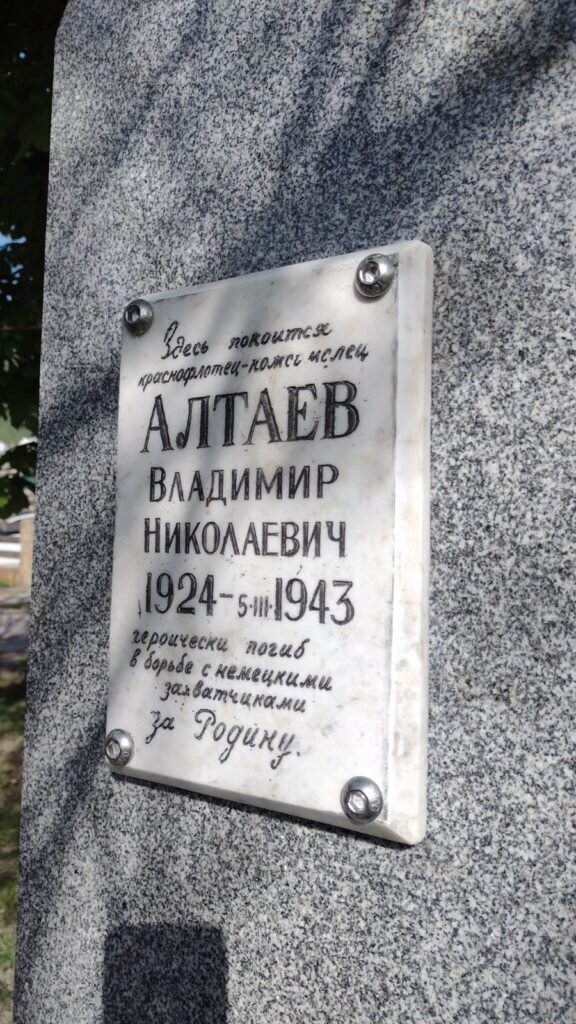 Здесь покоится
краснофлотец-комсомолец
АЛТАЕВ
ВЛАДИМИР
НИКОЛАЕВИЧ
1924-5·III·1943
героически погиб
в борьбе с немецкими
захватчиками
за Родину.